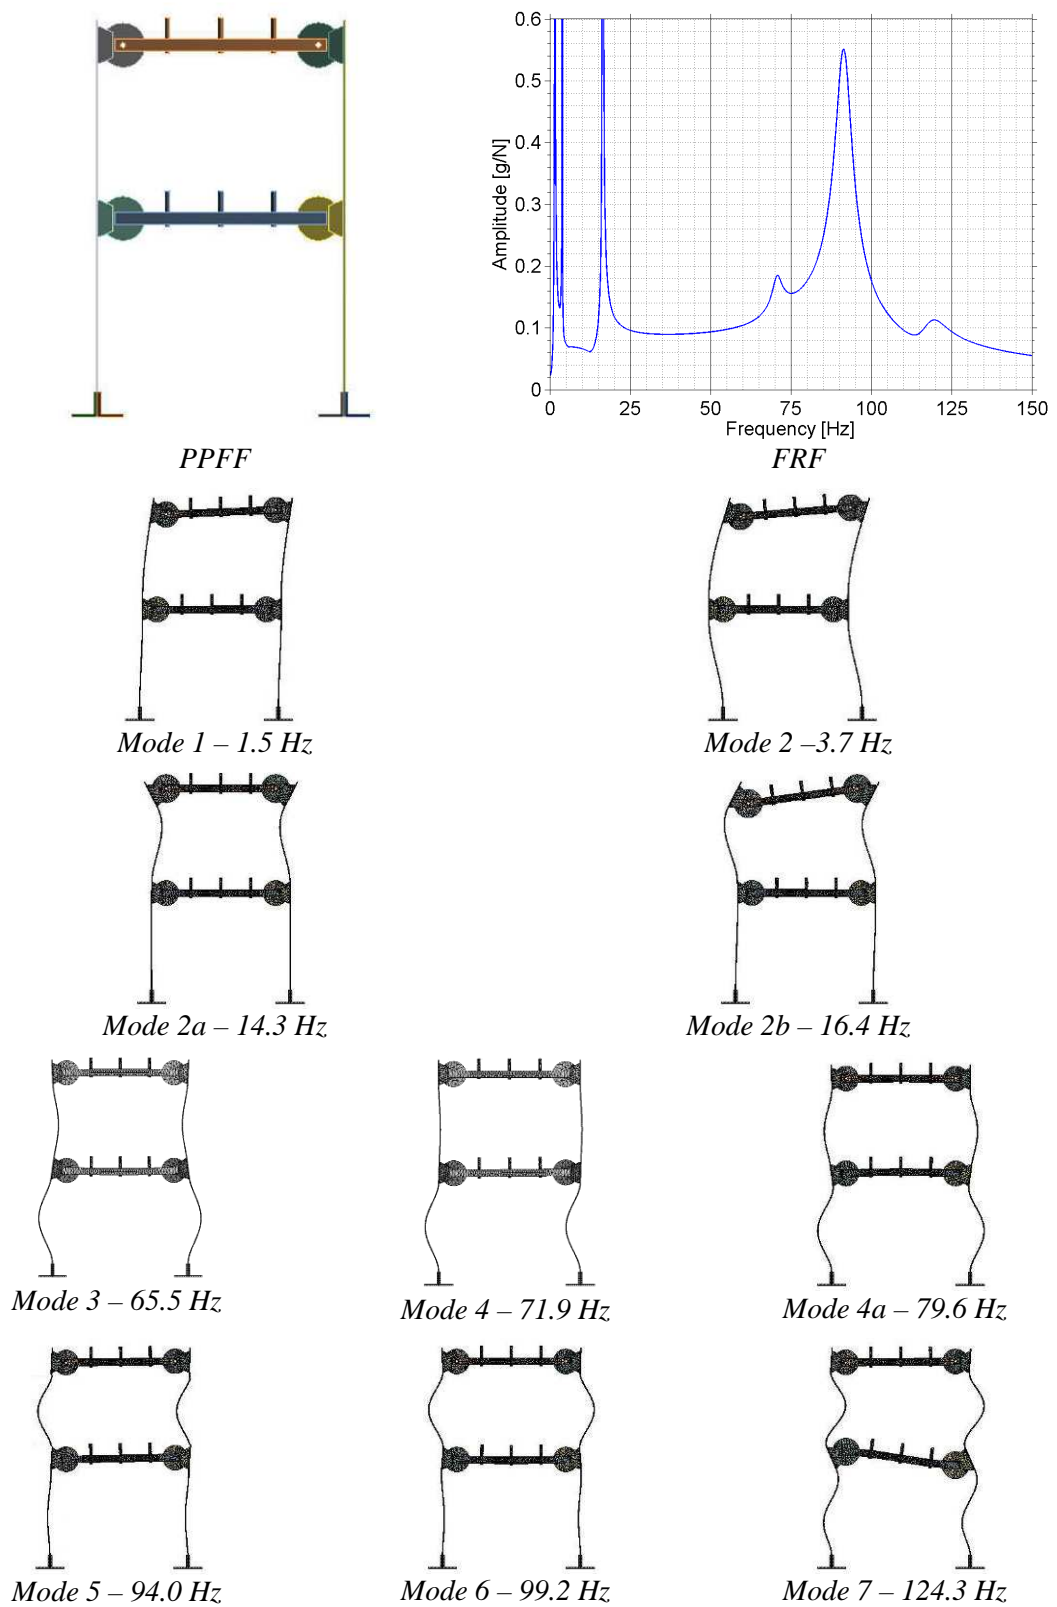 0.6
0.5
0.4
0.3
0.2
0.1
0
Amplitude [g/N]
0 25 50 75 100 125 150
Frequency [Hz]
PPFF FRF
Mode 1 – 1.5 Hz Mode 2 –3.7 Hz
Mode 2a – 14.3 Hz Mode 2b – 16.4 Hz
Mode 3 – 65.5 Hz Mode 4 – 71.9 Hz Mode 4a – 79.6 Hz
Mode 5 – 94.0 Hz Mode 6 – 99.2 Hz Mode 7 – 124.3 Hz